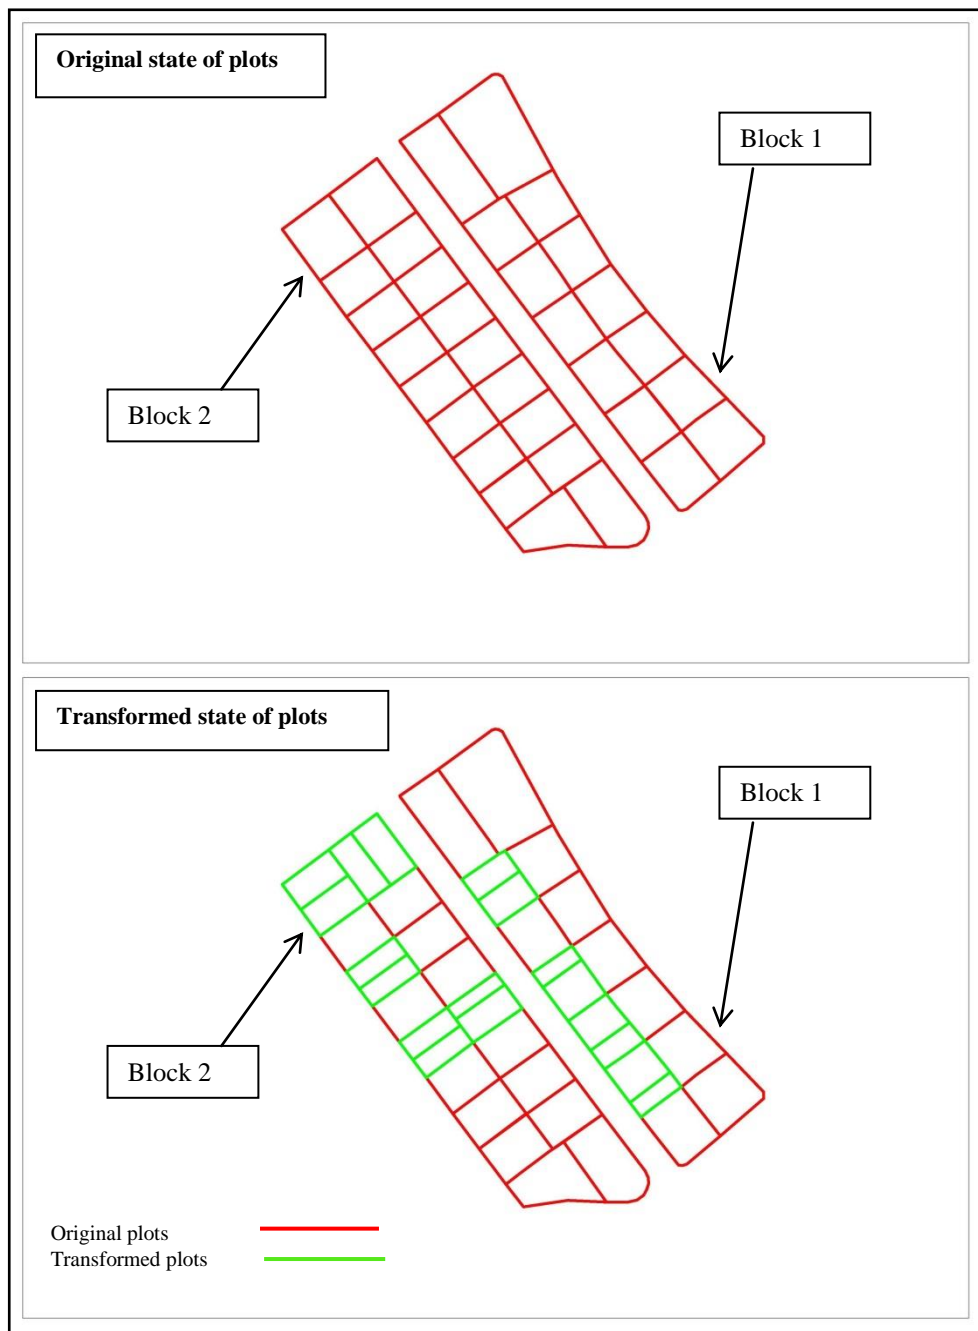 Original state of plots
Block 1
Block 2
Transformed state of plots
Block 1
Block 2
Original plots
Transformed plots